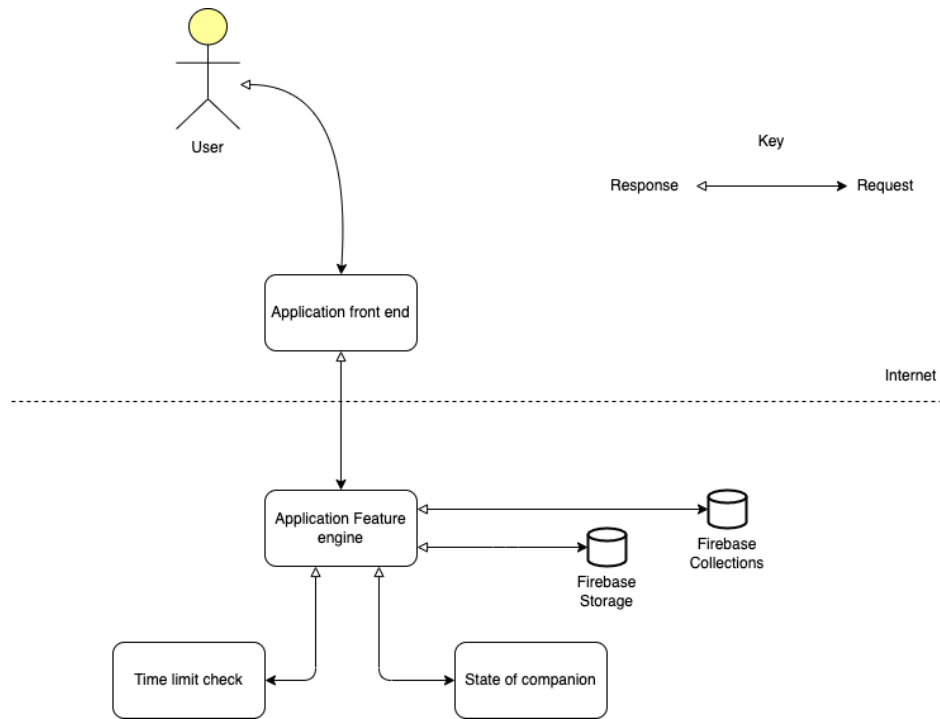 User
Key
Response
Request
Application front end
Internet
Application Feature
engine
Firebase
Collections
Firebase
Storage
Time limit check
State of companion